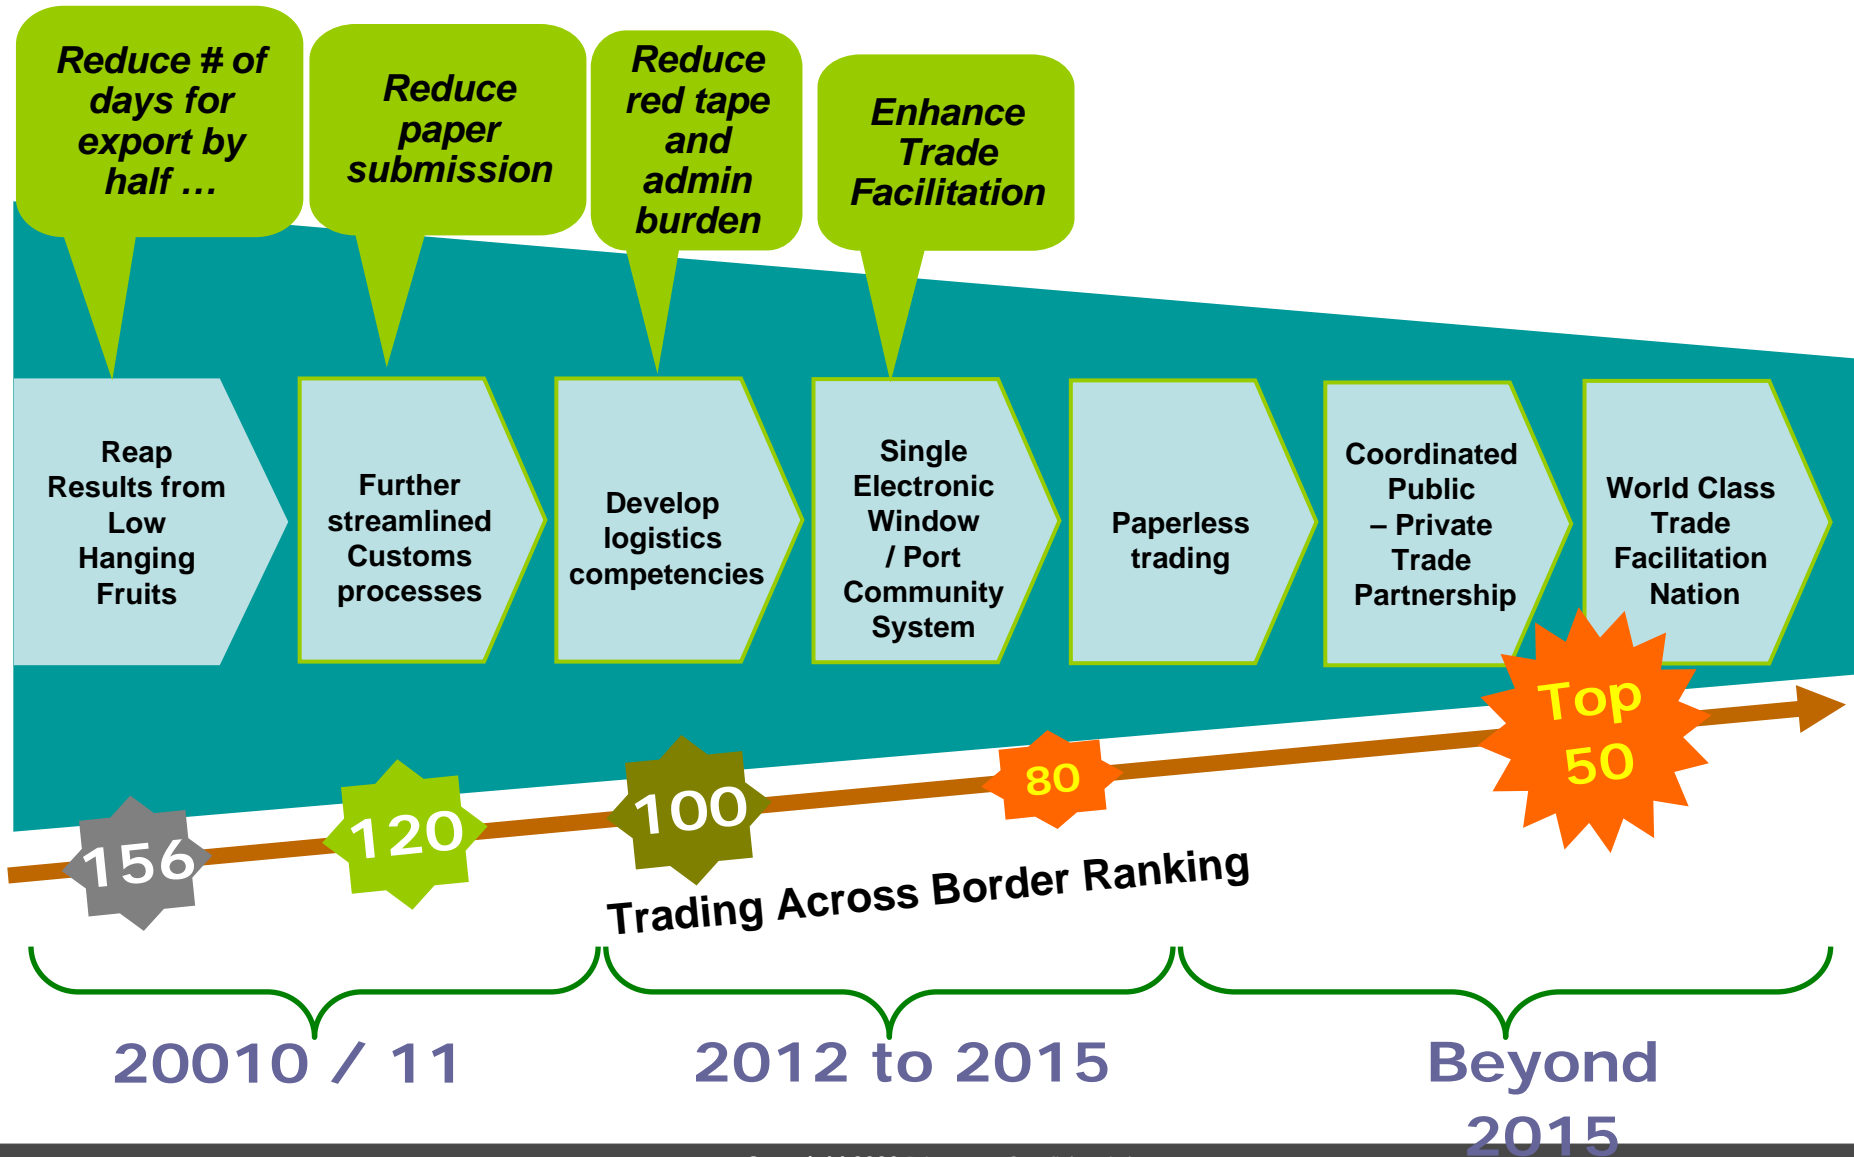 Reduce # of
days for
export by
half …
Reduce
paper
submission
Reduce
red tape
and
admin
burden
Enhance
Trade
Facilitation
Reap
Results from
Low
Hanging
Fruits
Further
streamlined
Customs
processes
Develop
logistics
competencies
Single
Electronic
Window
/ Port
Community
System
Paperless
trading
Coordinated
Public
– Private
Trade
Partnership
World Class
Trade
Facilitation
Nation
156
120
100
80
Top
50
Trading Across Border Ranking
20010 / 11
2012 to 2015
Beyond
2015